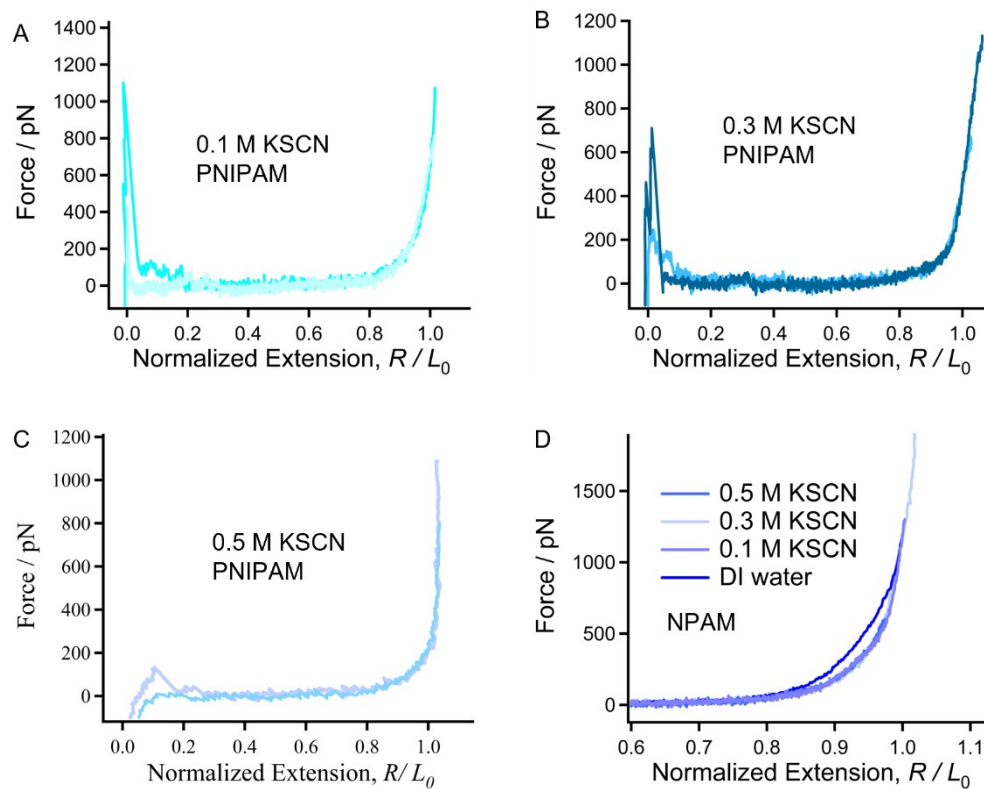 A
1400
1200
1000
800
600
400
200
0
Force / pN
0.1 M KSCN
PNIPAM
0.0 0.2 0.4 0.6 0.8 1.0
Normalized Extension, R / L0
B
1200
1000
800
600
400
200
0
Force / pN
0.3 M KSCN
PNIPAM
0.0 0.2 0.4 0.6 0.8 1.0
Normalized Extension, R / L0
C
1200
1000
800
600
400
200
0
Force / pN
0.5 M KSCN
PNIPAM
0.0 0.2 0.4 0.6 0.8 1.0
Normalized Extension, R/ L0
D
1500
1000
500
0
Force / pN
0.5 M KSCN
0.3 M KSCN
0.1 M KSCN
DI water
NPAM
0.6 0.7 0.8 0.9 1.0 1.1
Normalized Extension, R / L0